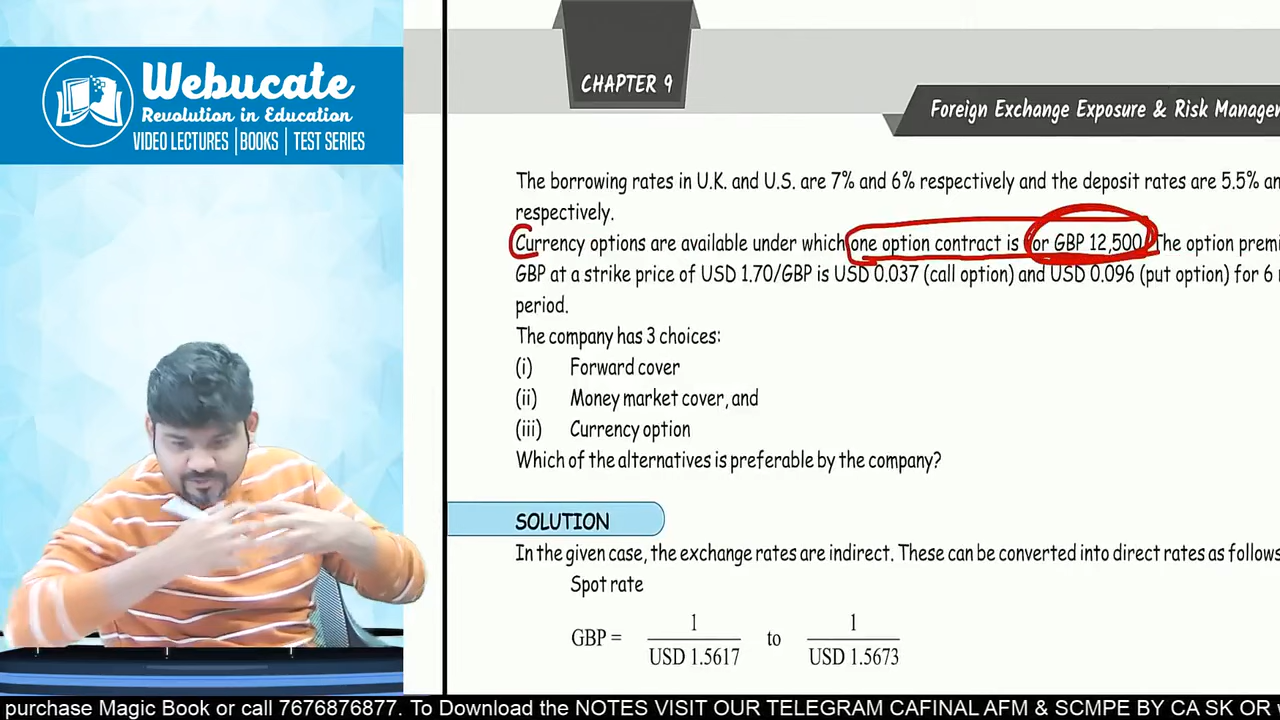 Webucate
Revolution in Education
VIDEO LECTURES | BOOKS | TEST SERIES
CHAPTER 9
Foreign Exchange Exposure & Risk
The borrowing rates in U.K. and U.S. are 7% and 6% respectively and the deposit rates are 5.5%
respectively.
Currency options are available under which one option contract is for GBP 12,500. The option
GBP at a strike price of USD 1.70/GBP is USD 0.037 (call option) and USD 0.096 (put option) for 6
period.
The company has 3 choices:
(i) Forward cover
(ii) Money market cover, and
(iii) Currency option
Which of the alternatives is preferable by the company?
SOLUTION
In the given case, the exchange rates are indirect. These can be converted into direct rates as follows
Spot rate
GBP = 1 / USD 1.5617 to 1 / USD 1.5673
purchase Magic Book or call 7676876877. To Download the NOTES VISIT OUR TELEGRAM CAFINAL AFM & SCMPE BY CA SK OR